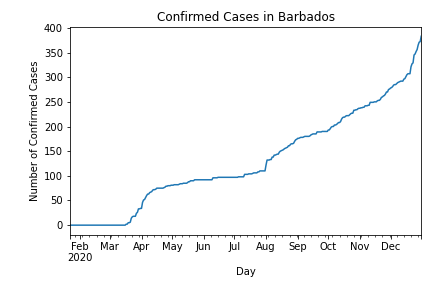 Confirmed Cases in Barbados
Number of Confirmed Cases
400
350
300
250
200
150
100
50
0
Feb Mar Apr May Jun Jul Aug Sep Oct Nov Dec
2020
Day